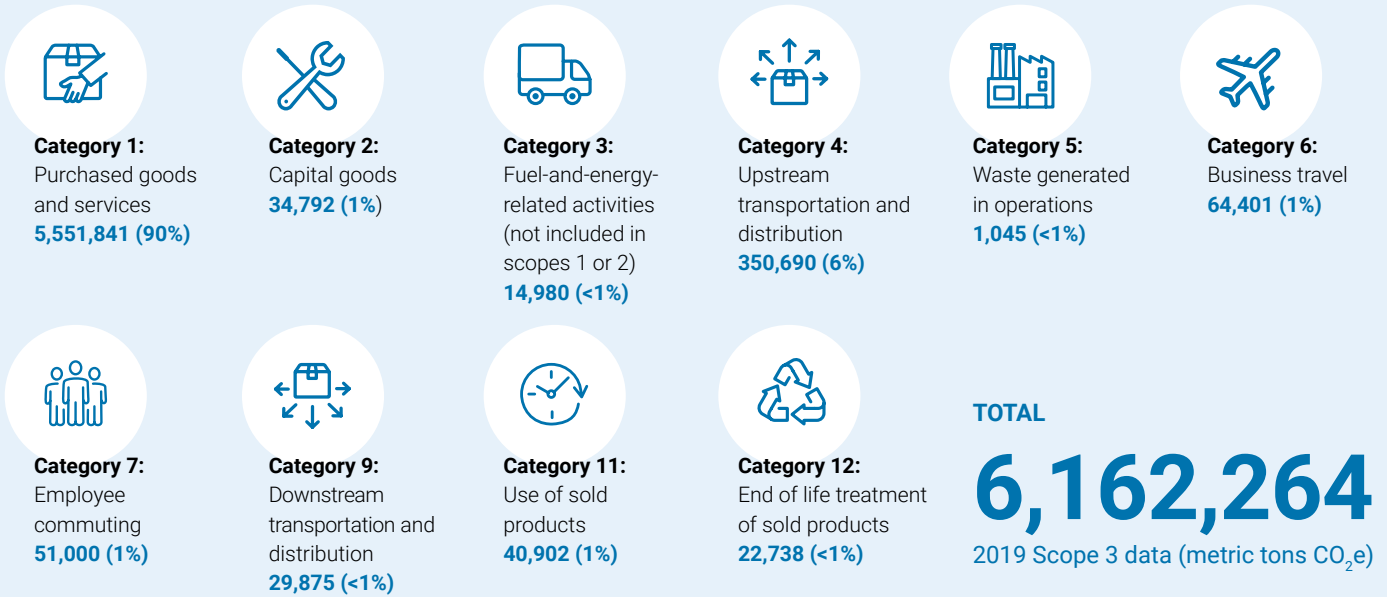 Category 1:
Purchased goods
and services
5,551,841 (90%)
Category 2:
Capital goods
34,792 (1%)
Category 3:
Fuel-and-energy-
related activities
(not included in
scopes 1 or 2)
14,980 (<1%)
Category 4:
Upstream
transportation and
distribution
350,690 (6%)
Category 5:
Waste generated
in operations
1,045 (<1%)
Category 6:
Business travel
64,401 (1%)
Category 7:
Employee
commuting
51,000 (1%)
Category 9:
Downstream
transportation and
distribution
29,875 (<1%)
Category 11:
Use of sold
products
40,902 (1%)
Category 12:
End of life treatment
of sold products
22,738 (<1%)
TOTAL
6,162,264
2019 Scope 3 data (metric tons CO₂e)